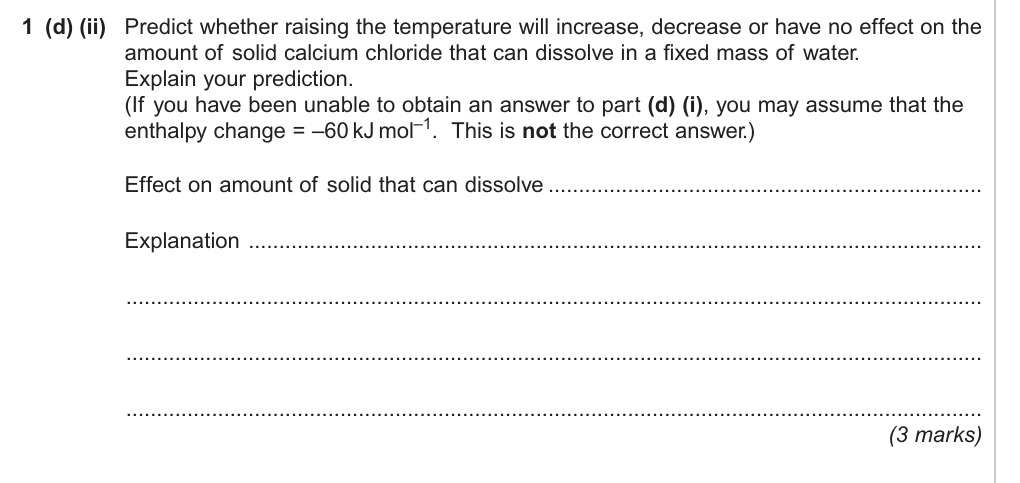 1 (d) (ii) Predict whether raising the temperature will increase, decrease or have no effect on the
amount of solid calcium chloride that can dissolve in a fixed mass of water.
Explain your prediction.
(If you have been unable to obtain an answer to part (d) (i), you may assume that the
enthalpy change = –60 kJ mol⁻¹. This is not the correct answer.)
Effect on amount of solid that can dissolve ......................................................................
Explanation ........................................................................................................................
............................................................................................................................................
............................................................................................................................................
............................................................................................................................................
(3 marks)